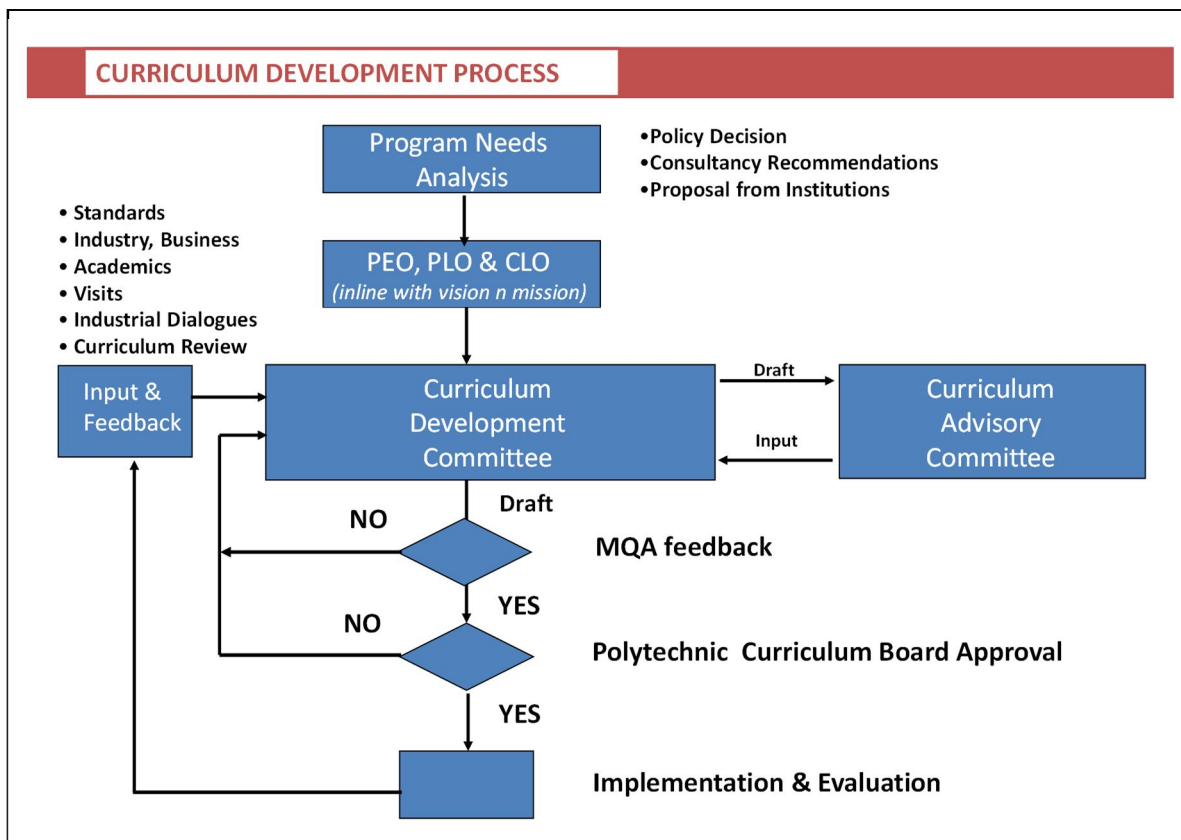 CURRICULUM DEVELOPMENT PROCESS
Program Needs
Analysis
•Policy Decision
•Consultancy Recommendations
•Proposal from Institutions
• Standards
• Industry, Business
• Academics
• Visits
• Industrial Dialogues
• Curriculum Review
PEO, PLO & CLO
(inline with vision n mission)
Input &
Feedback
Curriculum
Development
Committee
Draft
Input
Curriculum
Advisory
Committee
Draft
NO
MQA feedback
YES
NO
Polytechnic Curriculum Board Approval
YES
Implementation & Evaluation